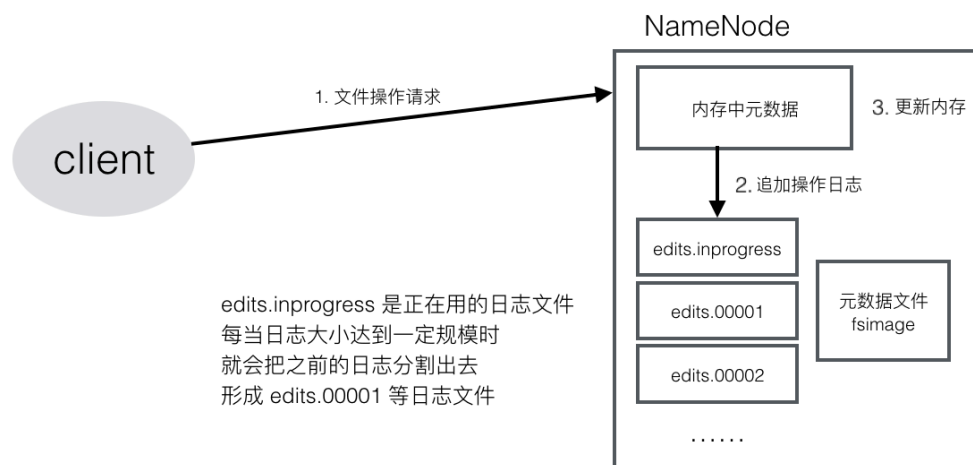 NameNode
1. 文件操作请求
内存中元数据
3. 更新内存
client
2. 追加操作日志
edits.inprogress
edits.inprogress 是正在用的日志文件
每当日志大小达到一定规模时
就会把之前的日志分割出去
形成 edits.00001 等日志文件
edits.00001
元数据文件
fsimage
edits.00002
......